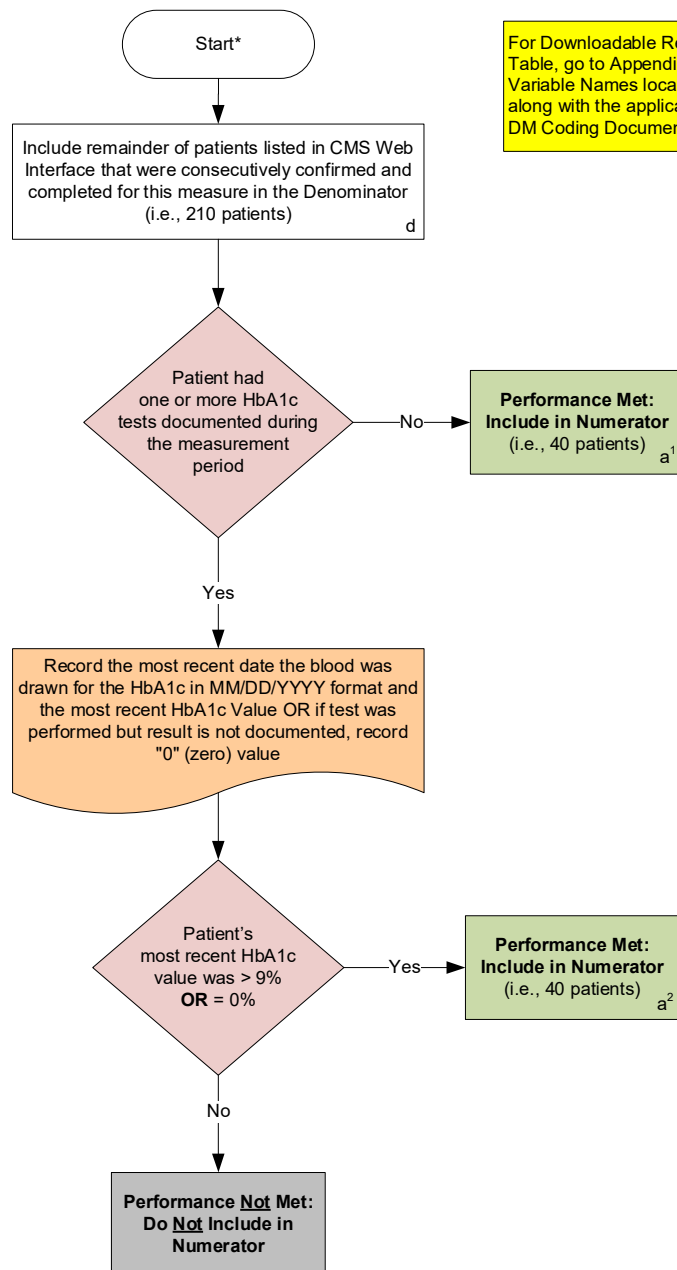 Start*
For Downloadable
Table, go to
Variable Names
along with the
DM Coding
Include remainder of patients listed in CMS Web
Interface that were consecutively confirmed and
completed for this measure in the Denominator
(i.e., 210 patients)
d
Patient had
one or more HbA1c
tests documented during
the measurement
period
No
Performance Met:
Include in Numerator
(i.e., 40 patients)
a¹
Yes
Record the most recent date the blood was
drawn for the HbA1c in MM/DD/YYYY format and
the most recent HbA1c Value OR if test was
performed but result is not documented, record
"0" (zero) value
Patient’s
most recent HbA1c
value was > 9%
OR = 0%
Yes
Performance Met:
Include in Numerator
(i.e., 40 patients)
a²
No
Performance Not Met:
Do Not Include in
Numerator